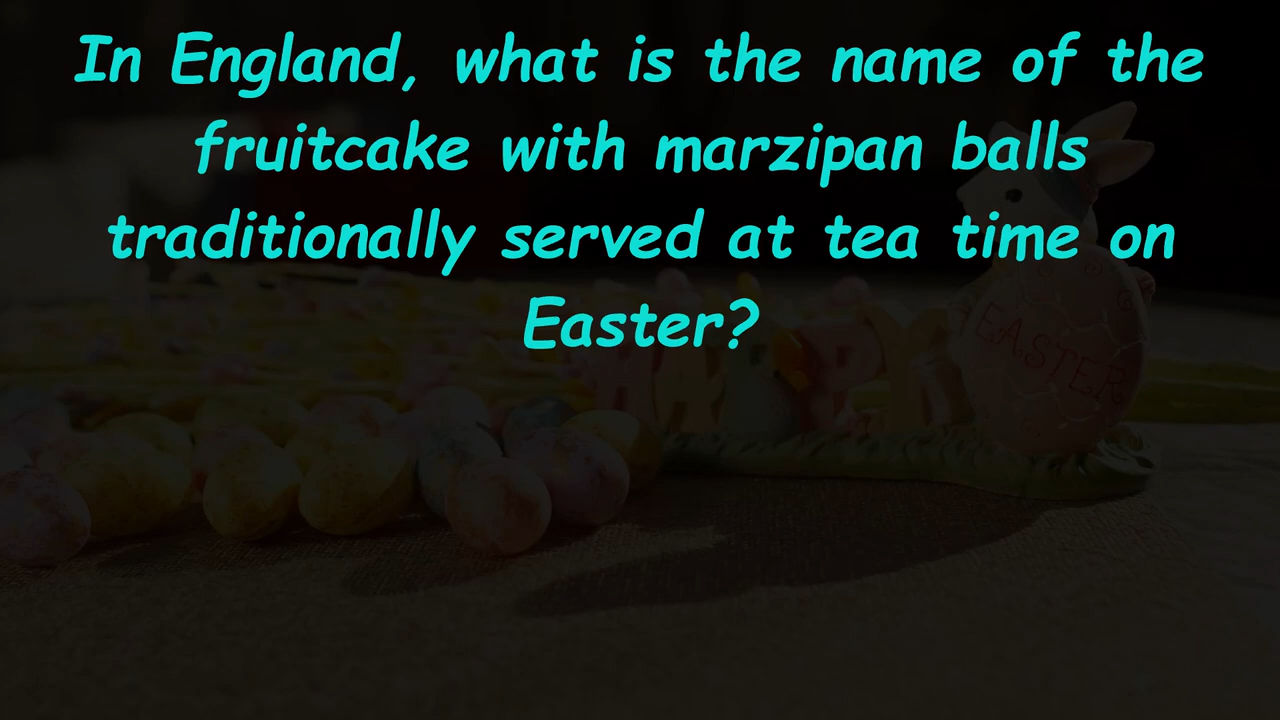 In England, what is the name of the
fruitcake with marzipan balls
traditionally served at tea time on
Easter?
HAPPY
EASTER